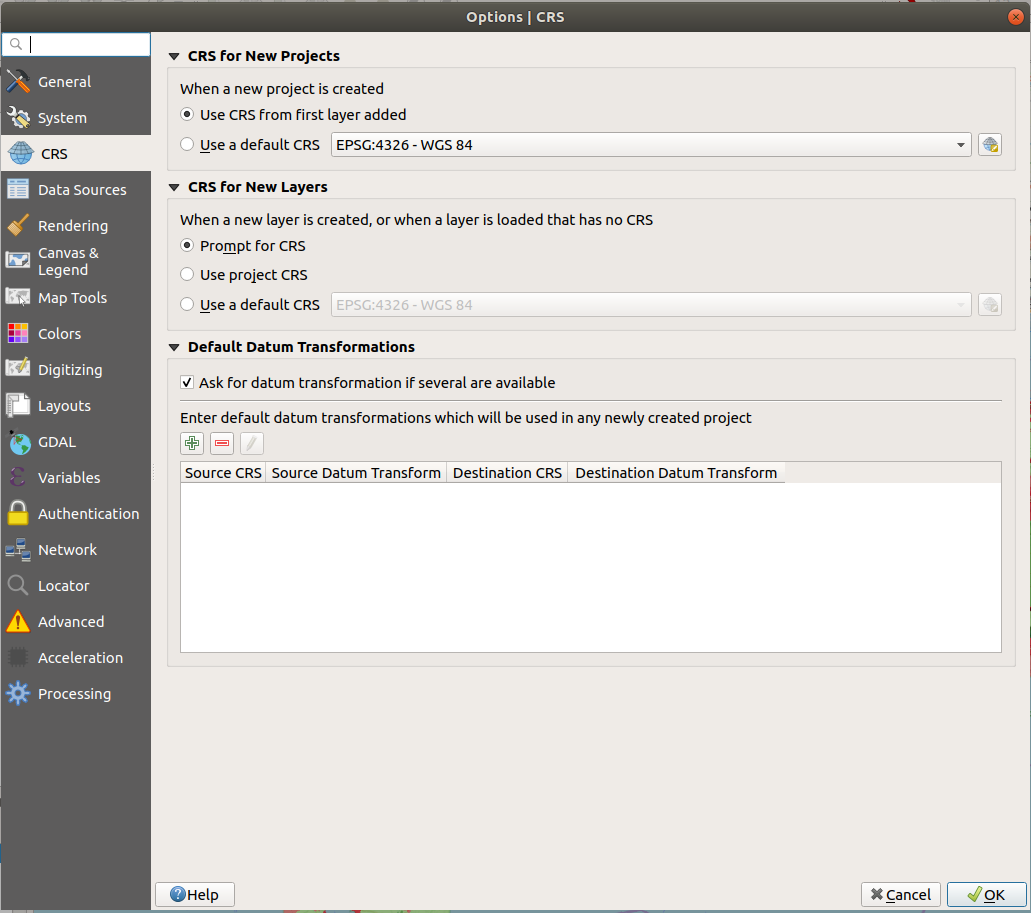 Options | CRS
General
System
CRS
Data Sources
Rendering
Canvas &
Legend
Map Tools
Colors
Digitizing
Layouts
GDAL
Variables
Authentication
Network
Locator
Advanced
Acceleration
Processing
CRS for New Projects
When a new project is created
Use CRS from first layer added
Use a default CRS EPSG:4326 - WGS 84
CRS for New Layers
When a new layer is created, or when a layer is loaded that has no CRS
Prompt for CRS
Use project CRS
Use a default CRS EPSG:4326 - WGS 84
Default Datum Transformations
Ask for datum transformation if several are available
Enter default datum transformations which will be used in any newly created project
Source CRS Source Datum Transform Destination CRS Destination Datum Transform
Help Cancel OK